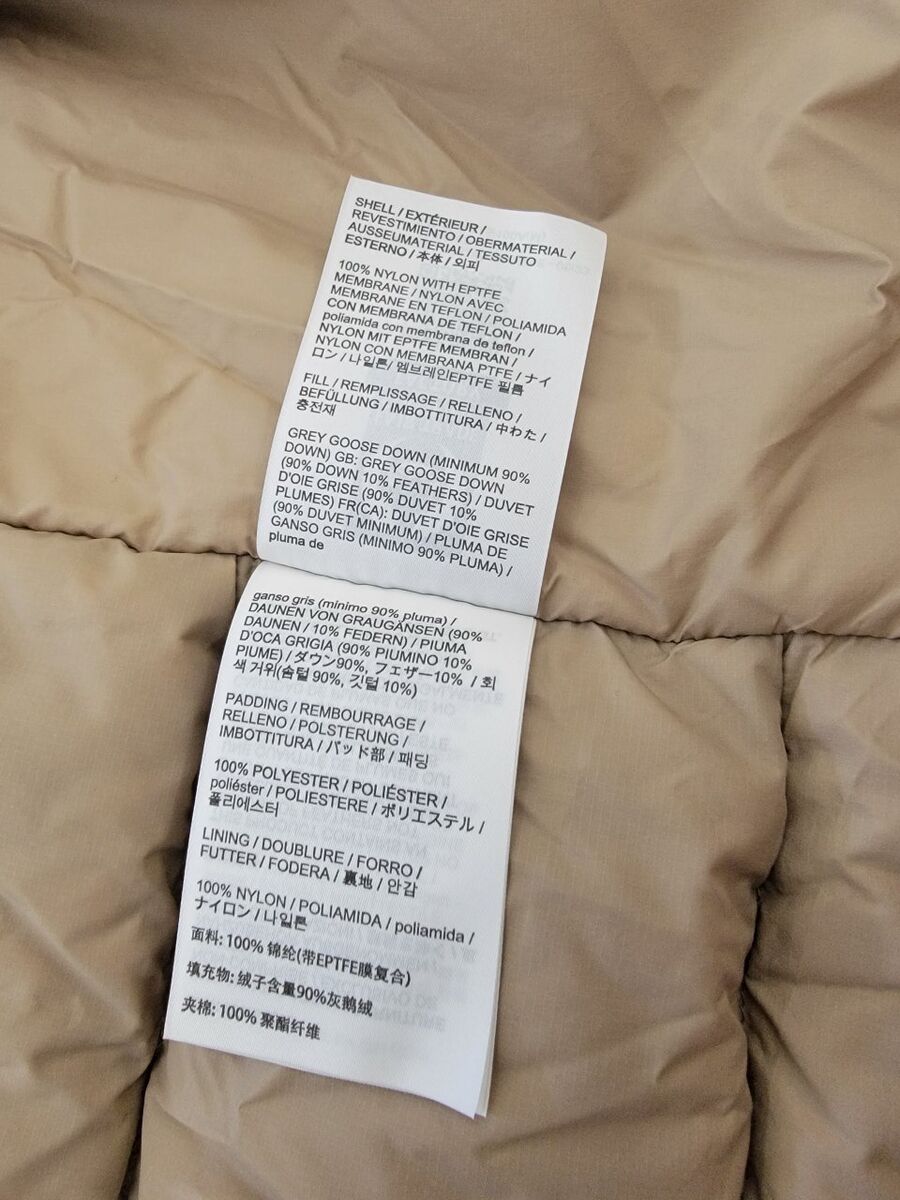 SHELL / EXTÉRIEUR /
REVESTIMIENTO / OBERMATERIAL /
AUSSEUMATERIAL / TESSUTO
ESTERNO / 本体 / 외피
100% NYLON WITH EPTFE
MEMBRANE / NYLON AVEC
MEMBRANE EN TEFLON / POLIAMIDA
CON MEMBRANA DE TEFLON /
poliamida con membrana de teflon /
NYLON MIT EPTFE MEMBRAN /
NYLON CON MEMBRANA PTFE / ナイ
ロン / 나일론/ 멤브레인EPTFE 필름
FILL / REMPLISSAGE / RELLENO /
BEFÜLLUNG / IMBOTTITURA / 中わた /
충전재
GREY GOOSE DOWN (MINIMUM 90%
DOWN) GB: GREY GOOSE DOWN
(90% DOWN 10% FEATHERS) / DUVET
D'OIE GRISE (90% DUVET 10%
PLUMES) FR(CA): DUVET D'OIE GRISE
(90% DUVET MINIMUM) / PLUMA DE
GANSO GRIS (MINIMO 90% PLUMA) /
pluma de
ganso gris (mínimo 90% pluma) /
DAUNEN VON GRAUGÄNSEN (90%
DAUNEN / 10% FEDERN) / PIUMA
D'OCA GRIGIA (90% PIUMINO 10%
PIUME) / ダウン90%, フェザー10% / 회
색 거위(솜털 90%, 깃털 10%)
PADDING / REMBOURRAGE /
RELLENO / POLSTERUNG /
IMBOTTITURA / パッド部 / 패딩
100% POLYESTER / POLIÉSTER /
poliéster / POLIESTERE / ポリエステル /
폴리에스터
LINING / DOUBLURE / FORRO /
FUTTER / FODERA / 裏地 / 안감
100% NYLON / POLIAMIDA / poliamida /
ナイロン / 나일론
面料: 100% 锦纶(带EPTFE膜复合)
填充物: 绒子含量90%灰鹅绒
夹棉: 100% 聚酯纤维